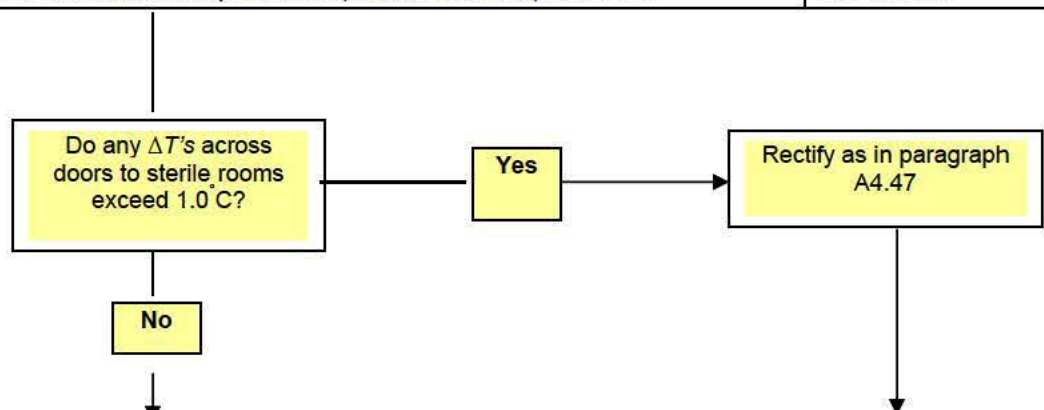 Do any ΔT's across
doors to sterile rooms
exceed 1.0°C?
Yes
Rectify as in paragraph
A4.47
No